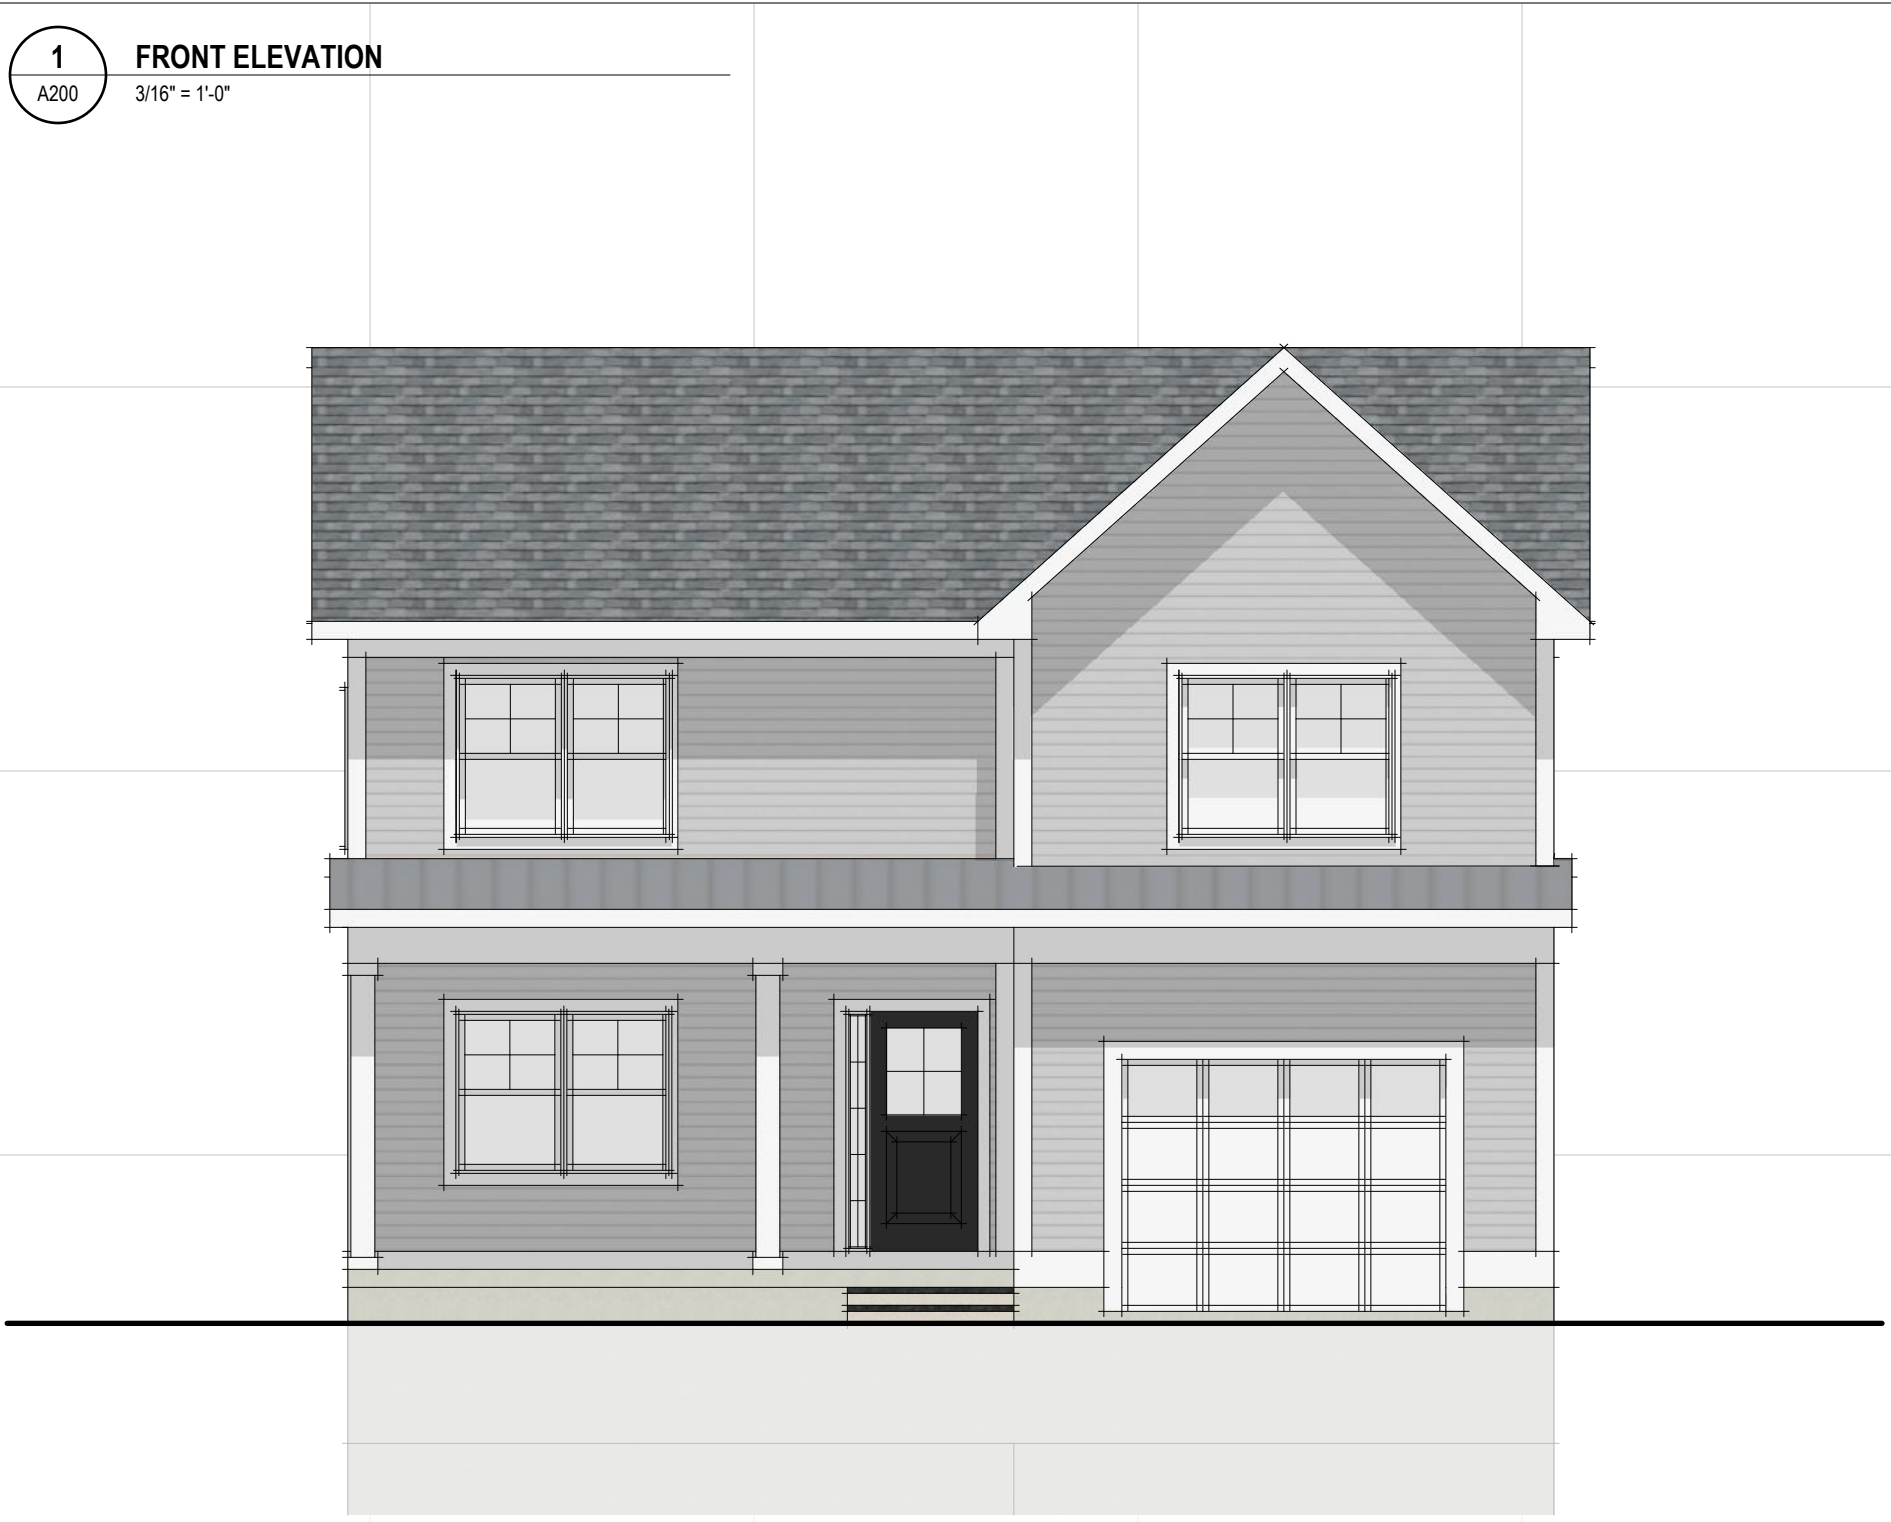 1
FRONT ELEVATION
A200
3/16" = 1'-0"